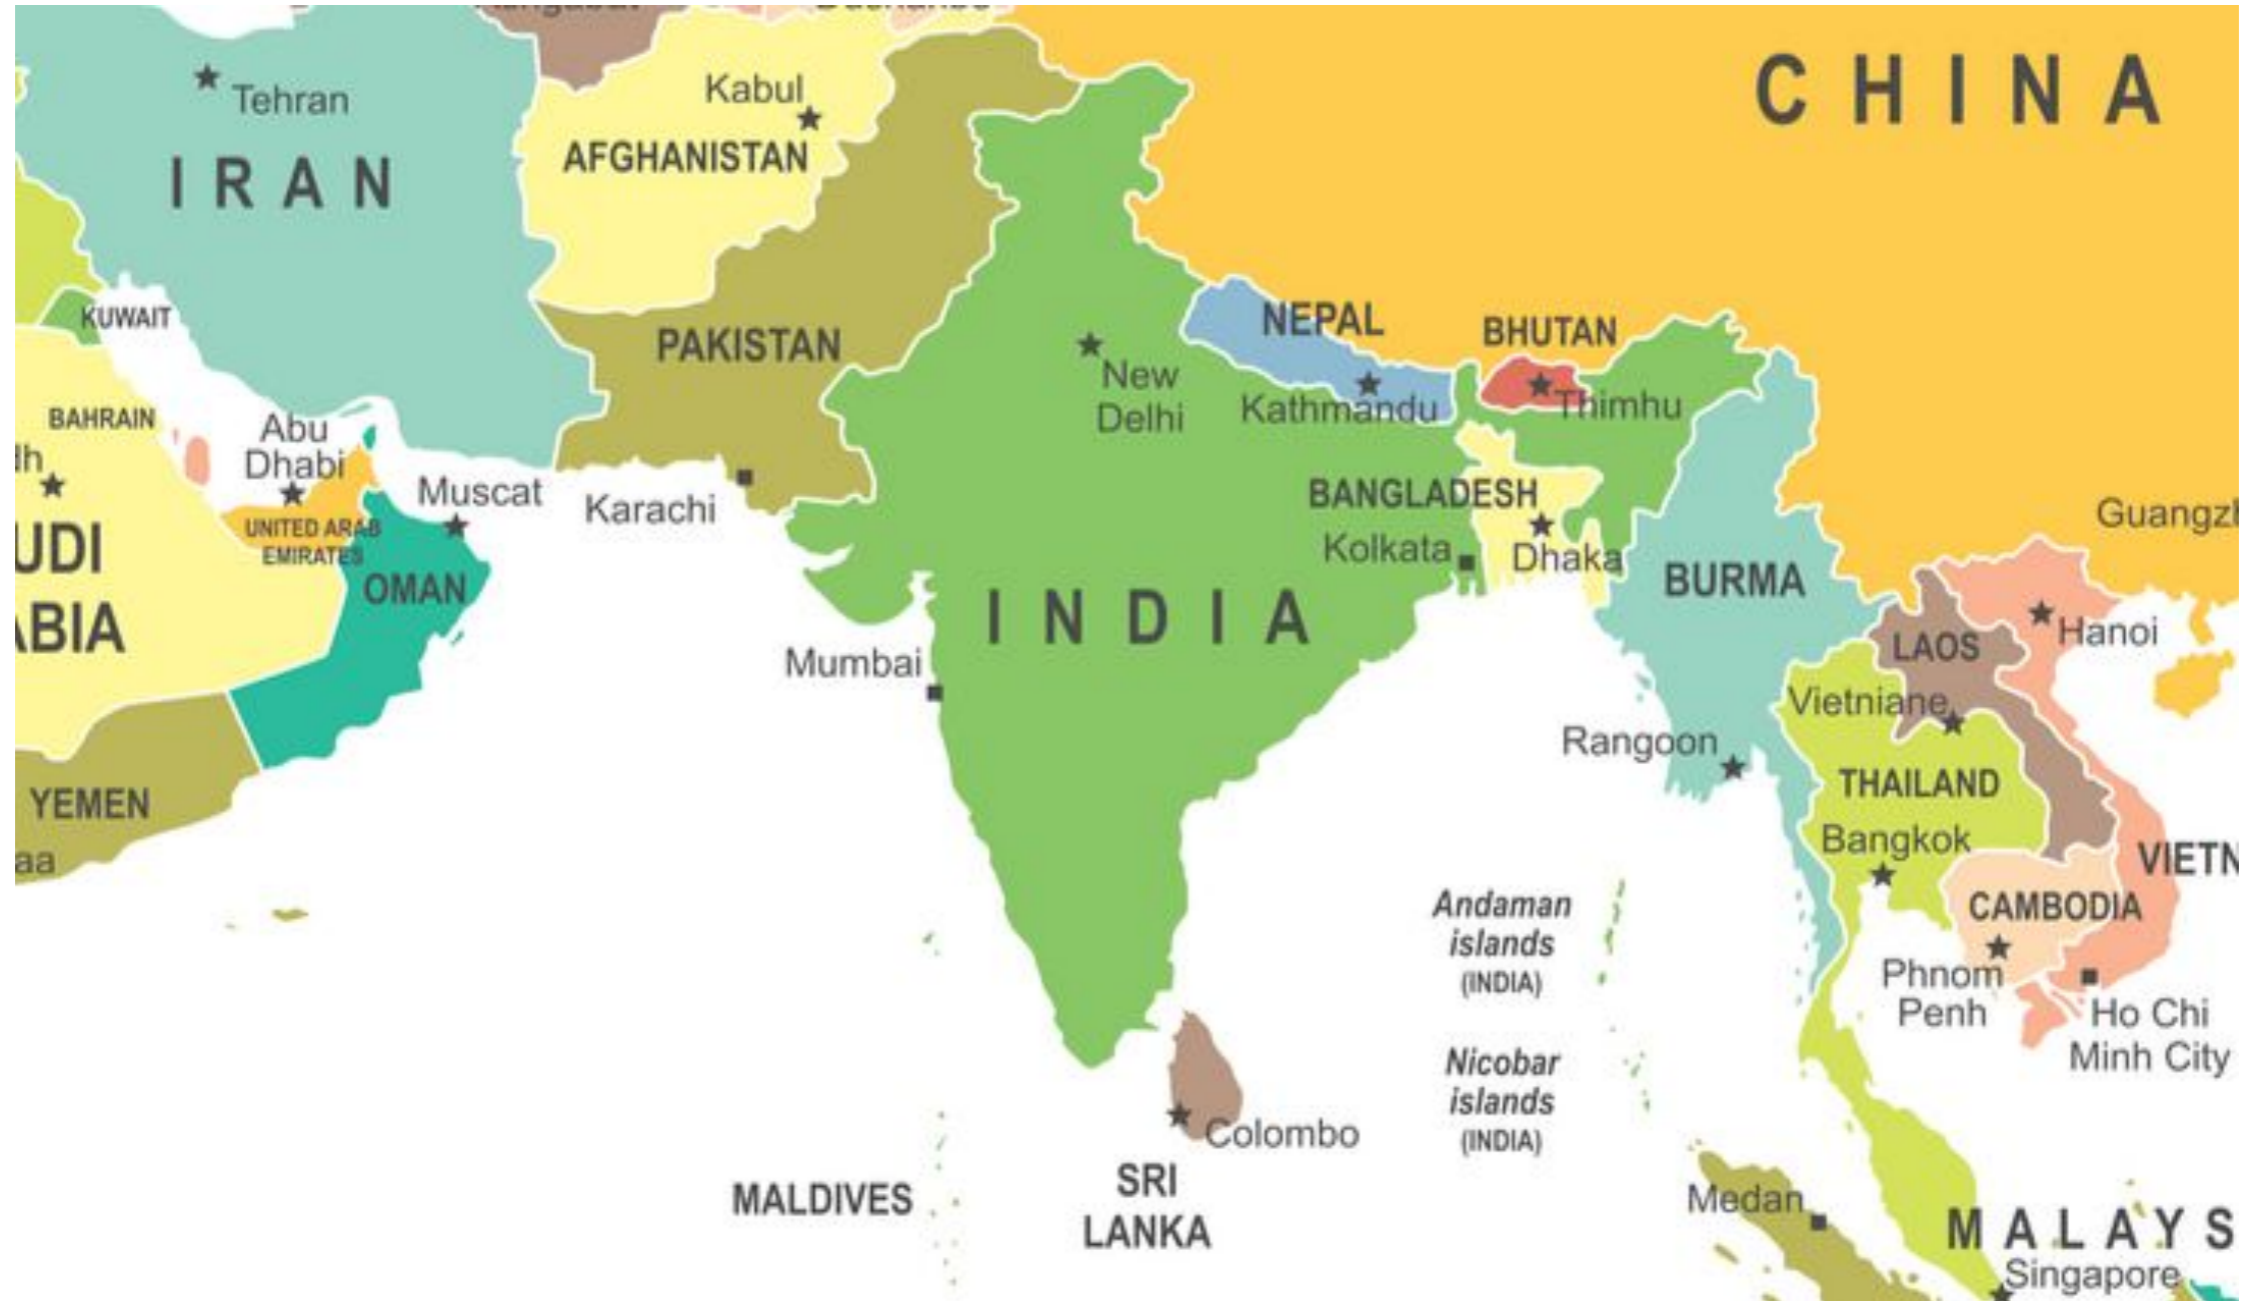 CHINA
Tehran
IRAN
Kabul
AFGHANISTAN
PAKISTAN
KUWAIT
BAHRAIN
Abu
Dhabi
UNITED ARAB
EMIRATES
Muscat
OMAN
UDI
ABIA
YEMEN
aa
Karachi
New
Delhi
NEPAL
Kathmandu
BHUTAN
Thimhu
BANGLADESH
Kolkata
Dhaka
INDIA
Mumbai
BURMA
Rangoon
Guangzh
Hanoi
LAOS
Vietniane
THAILAND
Bangkok
VIETN
CAMBODIA
Phnom
Penh
Ho Chi
Minh City
Andaman
islands
(INDIA)
Nicobar
islands
(INDIA)
Colombo
SRI
LANKA
MALDIVES
Medan
MALAYS
Singapore